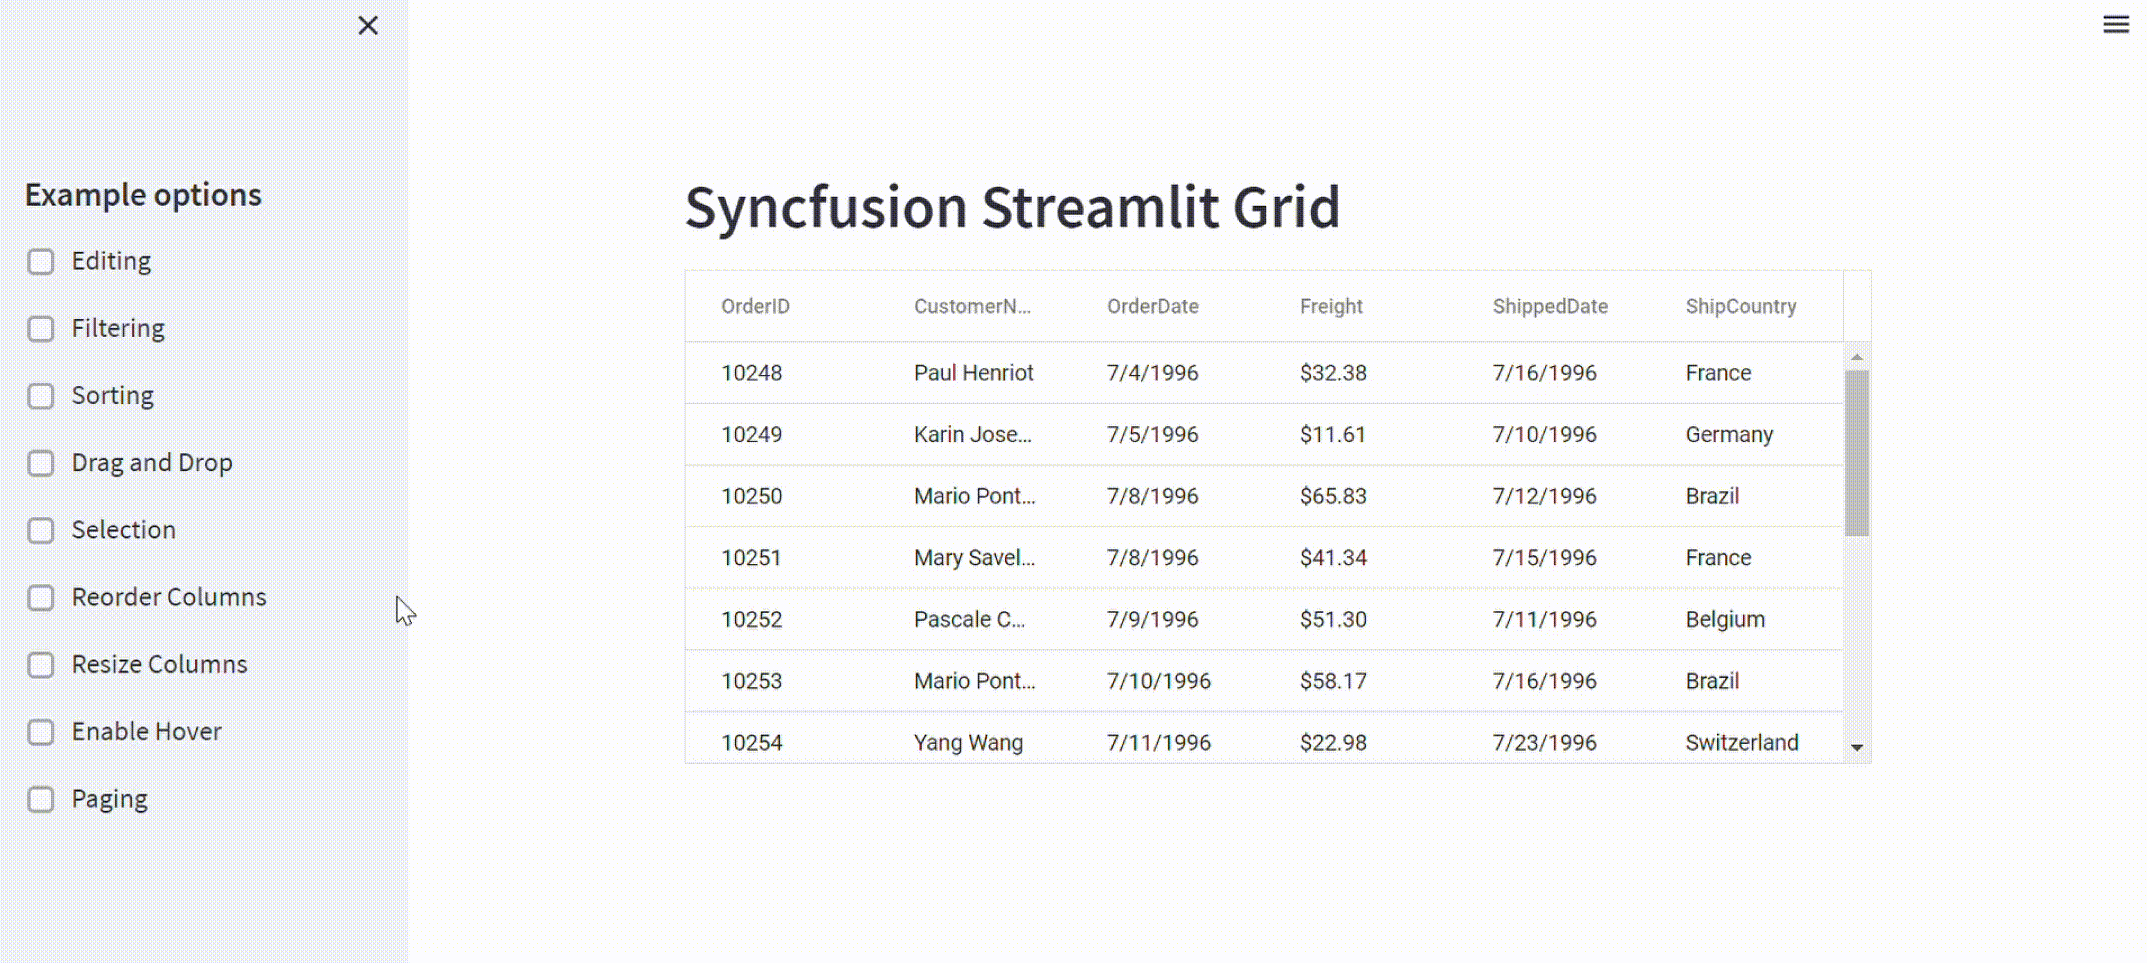 Example options
Editing
Filtering
Sorting
Drag and Drop
Selection
Reorder Columns
Resize Columns
Enable Hover
Paging
Syncfusion Streamlit Grid
OrderID CustomerN... OrderDate Freight ShippedDate ShipCountry
10248 Paul Henriot 7/4/1996 $32.38 7/16/1996 France
10249 Karin Jose... 7/5/1996 $11.61 7/10/1996 Germany
10250 Mario Pont... 7/8/1996 $65.83 7/12/1996 Brazil
10251 Mary Savel... 7/8/1996 $41.34 7/15/1996 France
10252 Pascale C... 7/9/1996 $51.30 7/11/1996 Belgium
10253 Mario Pont... 7/10/1996 $58.17 7/16/1996 Brazil
10254 Yang Wang 7/11/1996 $22.98 7/23/1996 Switzerland